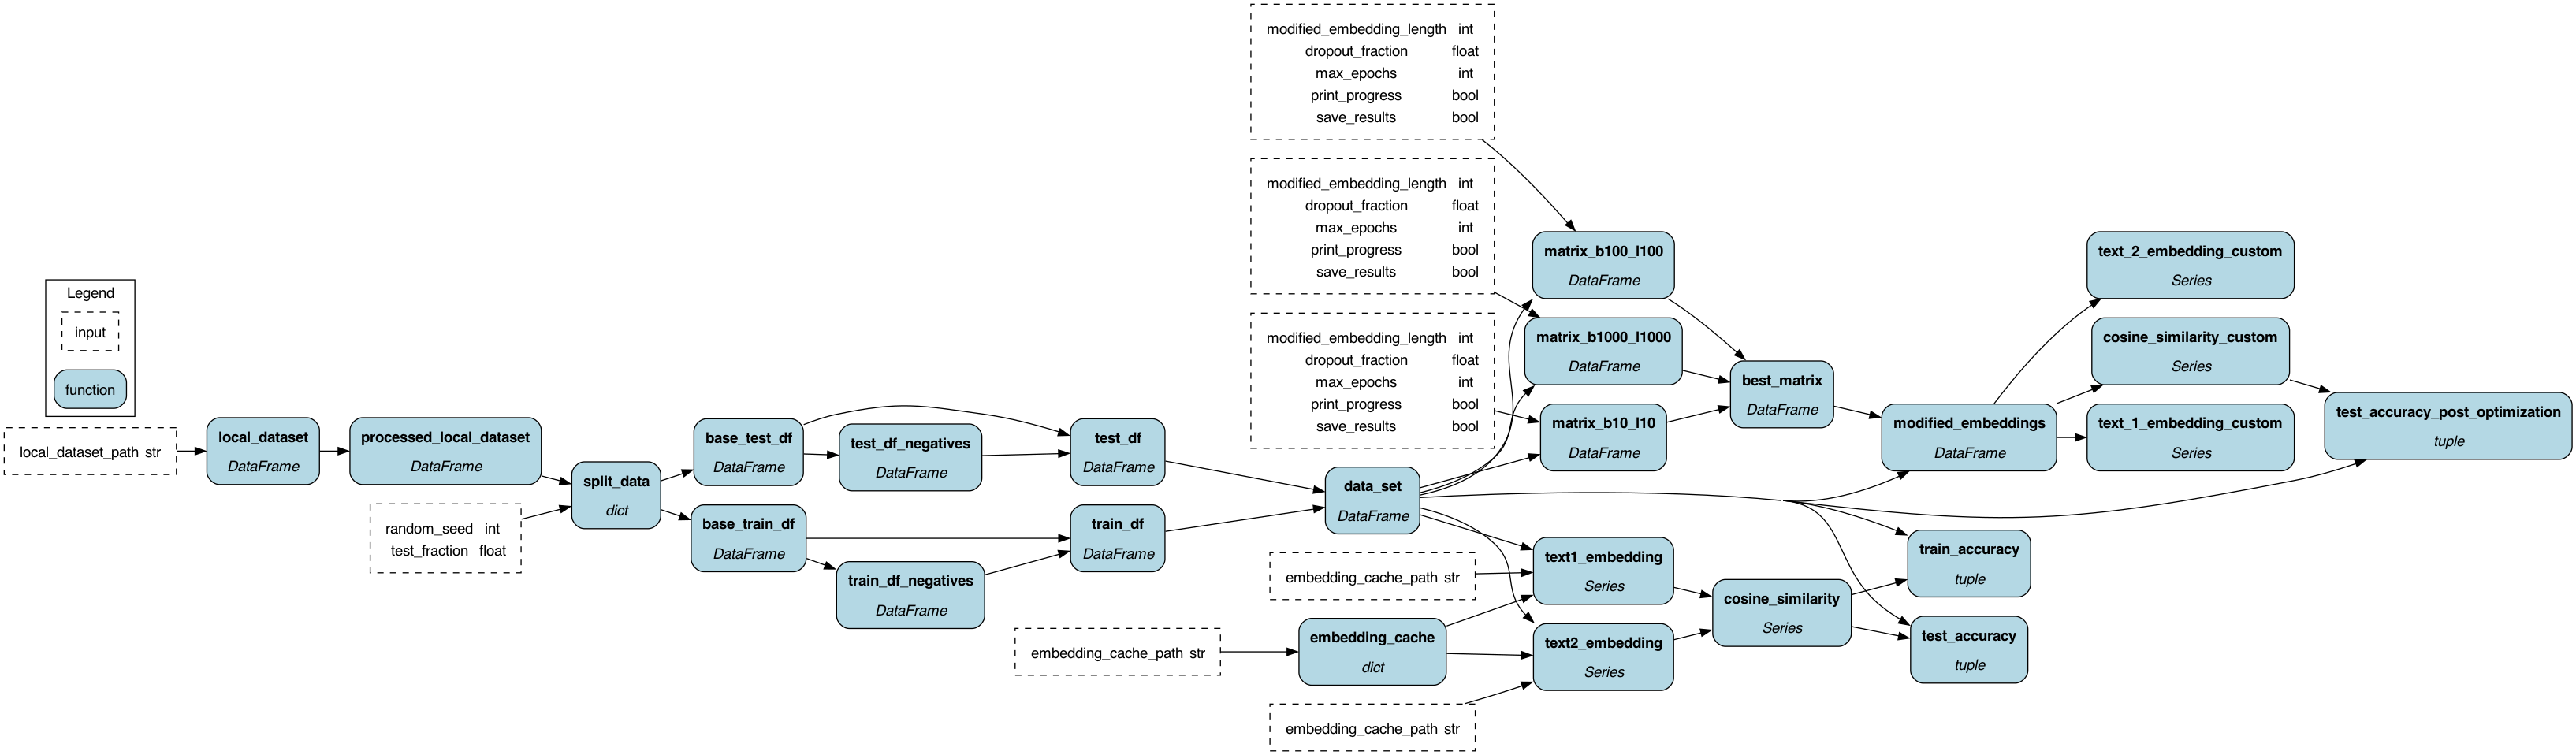 modified_embedding_length int
dropout_fraction float
max_epochs int
print_progress bool
save_results bool
modified_embedding_length int
dropout_fraction float
max_epochs int
print_progress bool
save_results bool
modified_embedding_length int
dropout_fraction float
max_epochs int
print_progress bool
save_results bool
Legend
input
function
local_dataset_path str
local_dataset
DataFrame
processed_local_dataset
DataFrame
random_seed int
test_fraction float
split_data
dict
base_test_df
DataFrame
base_train_df
DataFrame
test_df_negatives
DataFrame
train_df_negatives
DataFrame
test_df
DataFrame
train_df
DataFrame
embedding_cache_path str
data_set
DataFrame
embedding_cache_path str
embedding_cache
dict
embedding_cache_path str
matrix_b100_l100
DataFrame
matrix_b1000_l1000
DataFrame
matrix_b10_l10
DataFrame
text1_embedding
Series
text2_embedding
Series
best_matrix
DataFrame
cosine_similarity
Series
modified_embeddings
DataFrame
train_accuracy
tuple
test_accuracy
tuple
text_2_embedding_custom
Series
cosine_similarity_custom
Series
text_1_embedding_custom
Series
test_accuracy_post_optimization
tuple